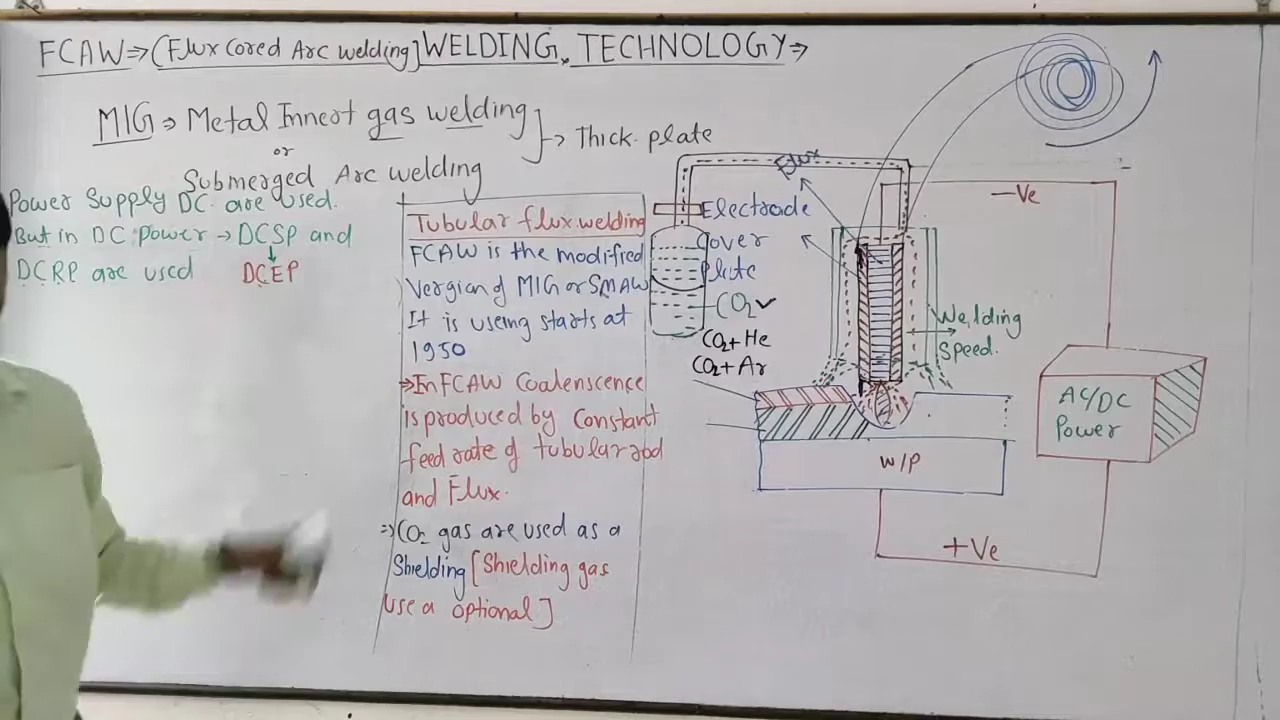 FCAW⇒(Flux Cored Arc welding] WELDING, TECHNOLOGY⇒
MIG ⇒ Metal Innert gas welding
or
Submerged Arc welding
→ Thick. plate
Power Supply DC. are used.
But in DC power → DCSP and
DCRP are used
DCEP
Tubular flux.welding
FCAW is the modified
Vergian of MIG or SMAW
It is useing starts at
1950
⇒In FCAW Coalenscence
is produced by Constant
feed rate of tubular rod
and Flux.
⇒CO2 gas are used as a
Shielding [Shielding gas
use a optional]
Flux
Electrode
Cover
plate
CO2
CO2+He
CO2+Ar
-Ve
Welding
Speed.
AC/DC
Power
W/P
+Ve